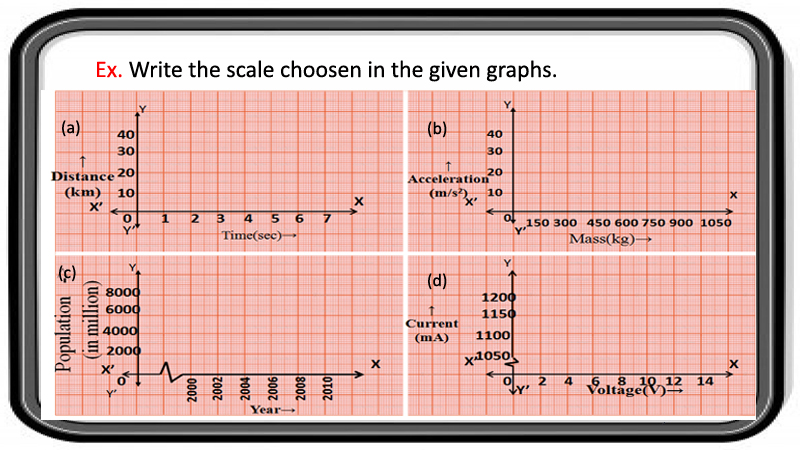 Ex. Write the scale choosen in the given graphs.
(a)
Y
40
30
20
10
↑
Distance
(km)
X'
X
0 1 2 3 4 5 6 7
Y'
Time(sec)→
(b)
Y
40
30
20
10
↑
Acceleration
(m/s²)
X'
X
0 150 300 450 600 750 900 1050
Y'
Mass(kg)→
(c)
Y
8000
6000
4000
2000
Population
(in million)
X'
X
0 2000 2002 2004 2006 2008 2010
Y'
Year→
(d)
Y
1200
1150
1100
1050
↑
Current
(mA)
X'
X
0 2 4 6 8 10 12 14
Y'
Voltage(V)→